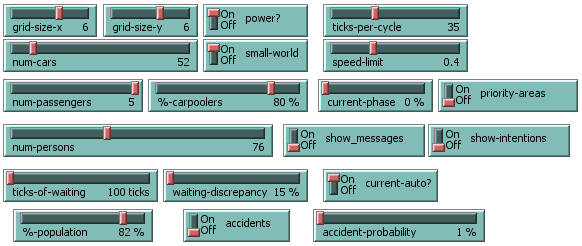 grid-size-x 6 grid-size-y 6 On Off power? ticks-per-cycle 35
num-cars 52 On Off small-world speed-limit 0.4
num-passengers 5 %-carpoolers 80 % current-phase 0 % On Off priority-areas
num-persons 76 On Off show_messages On Off show-intentions
ticks-of-waiting 100 ticks waiting-discrepancy 15 % On Off current-auto?
%-population 82 % On Off accidents accident-probability 1 %